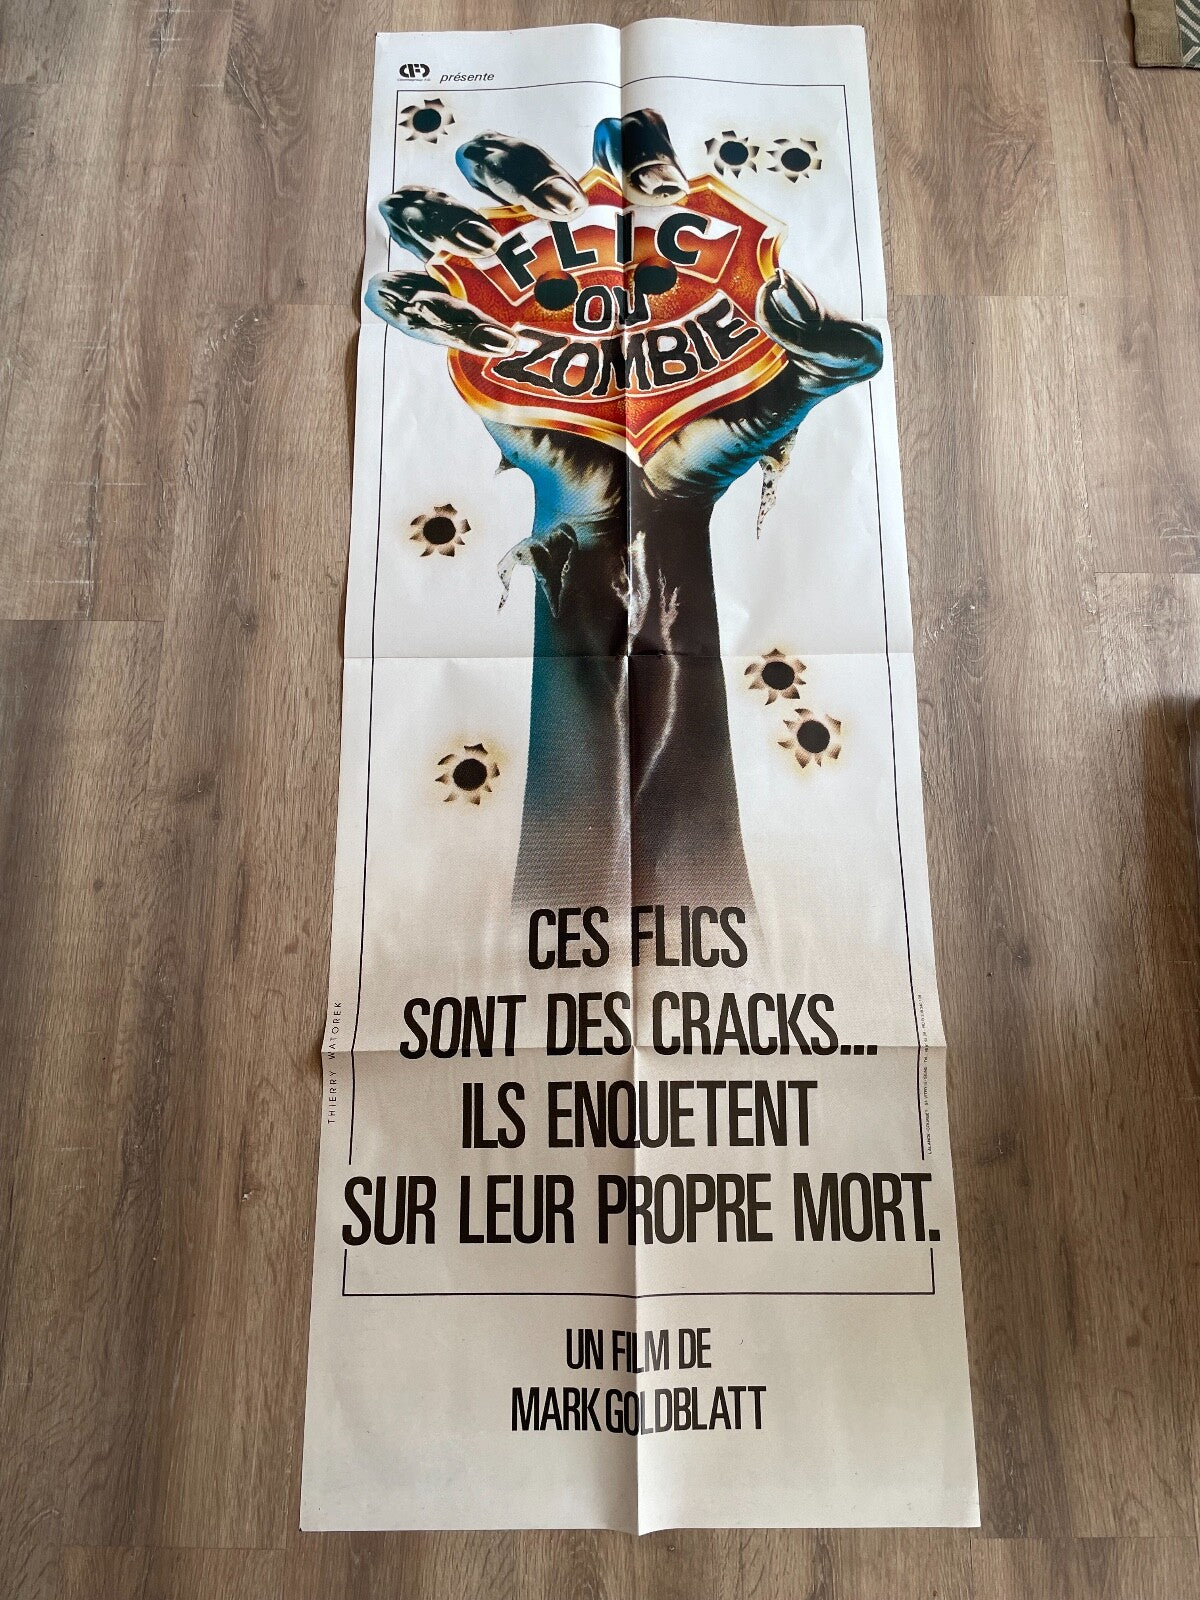 présente
FLIC
OU
ZOMBIE
CES FLICS
SONT DES CRACKS...
ILS ENQUETENT
SUR LEUR PROPRE MORT.
THIERRY WATOREK
UN FILM DE
MARK GOLDBLATT